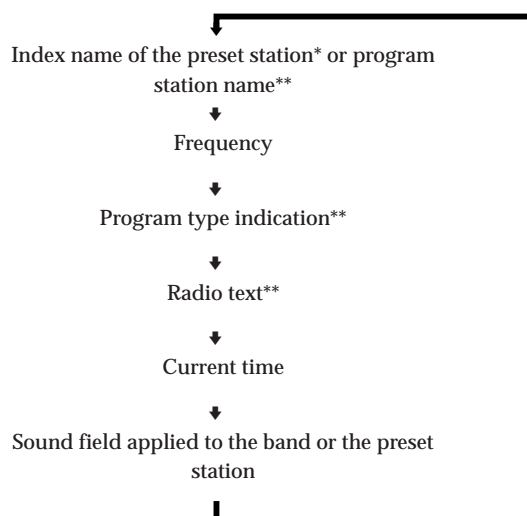 Index name of the preset station* or program
station name**
Frequency
Program type indication**
Radio text**
Current time
Sound field applied to the band or the preset
station